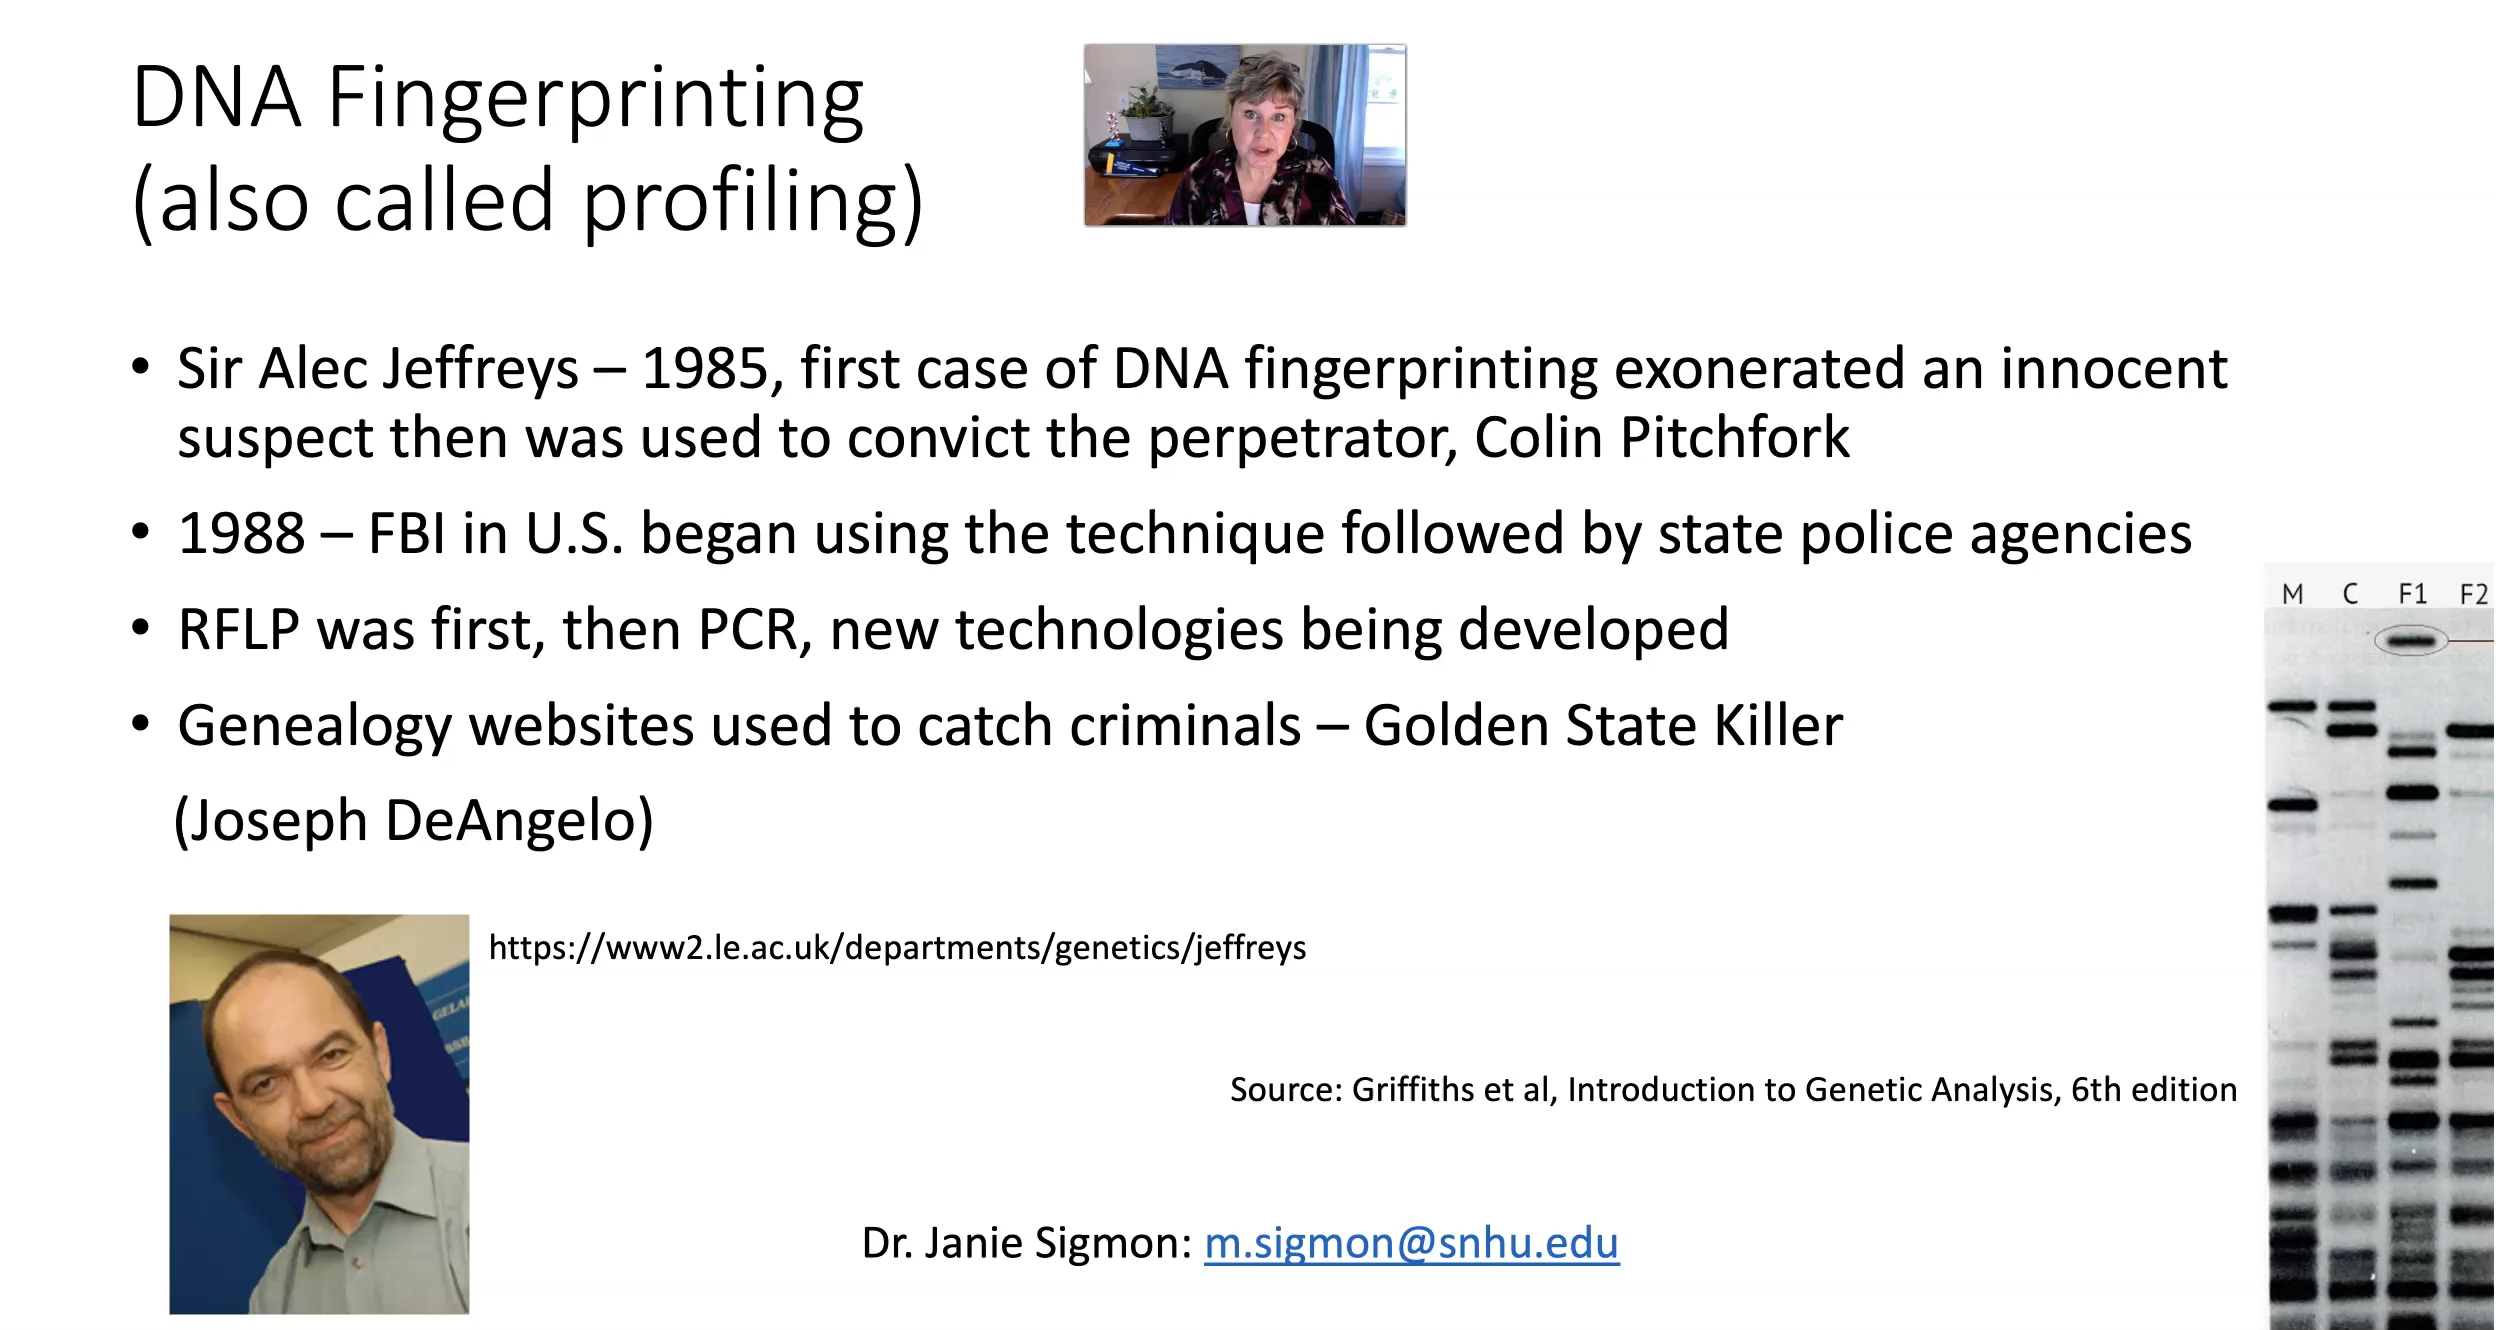 DNA Fingerprinting
(also called profiling)
• Sir Alec Jeffreys – 1985, first case of DNA fingerprinting exonerated an innocent
suspect then was used to convict the perpetrator, Colin Pitchfork
• 1988 – FBI in U.S. began using the technique followed by state police agencies
• RFLP was first, then PCR, new technologies being developed
• Genealogy websites used to catch criminals – Golden State Killer
(Joseph DeAngelo)
M C F1 F2
https://www2.le.ac.uk/departments/genetics/jeffreys
Source: Griffiths et al, Introduction to Genetic Analysis, 6th edition
Dr. Janie Sigmon: m.sigmon@snhu.edu